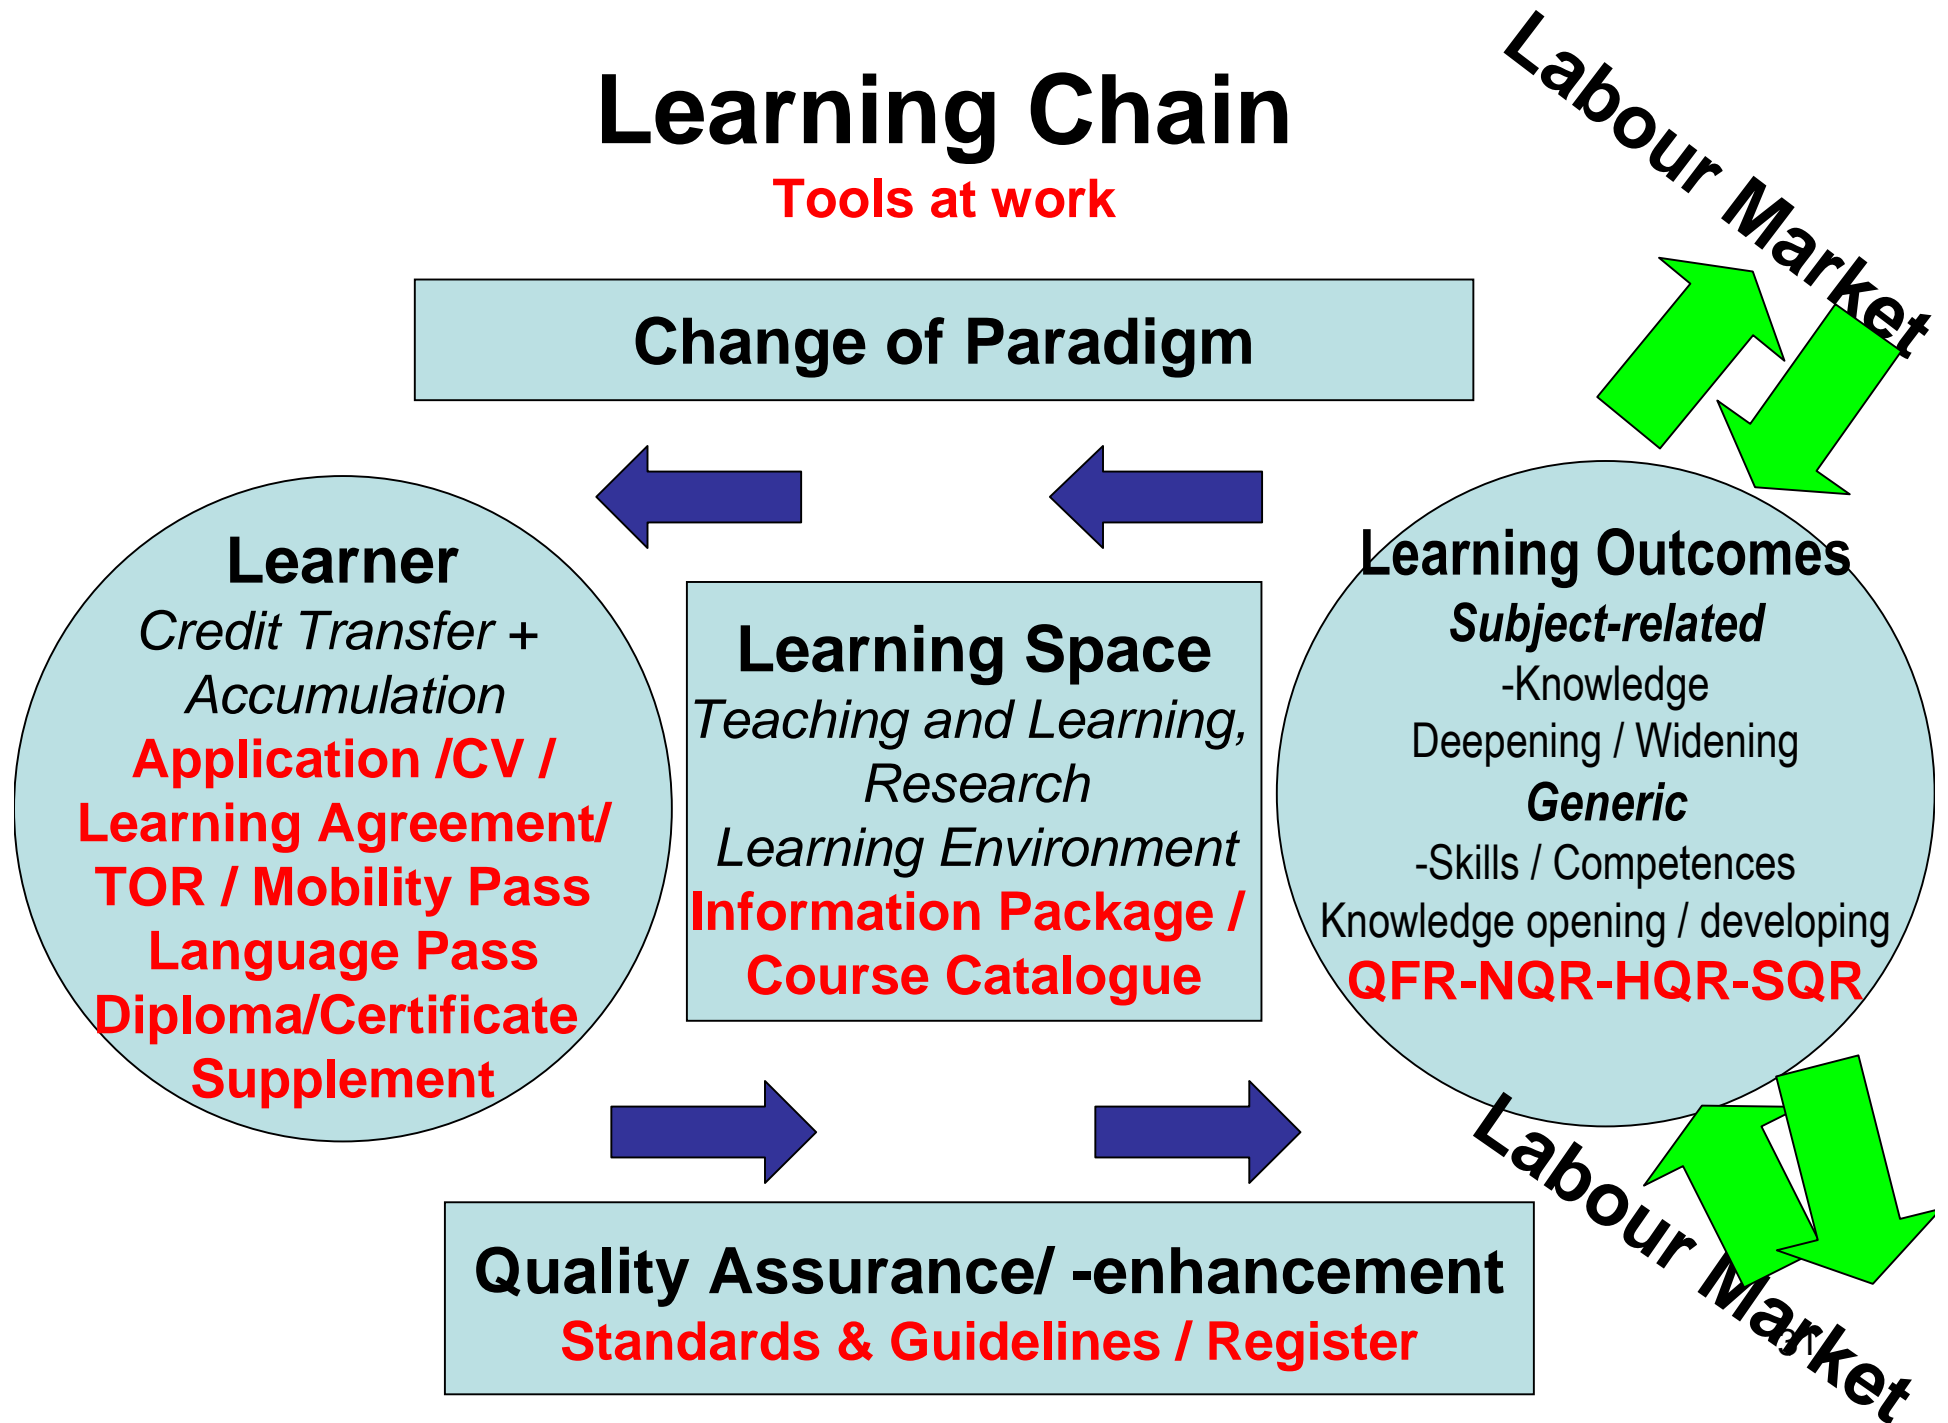 Learning Chain
Tools at work
Labour Market
Change of Paradigm
Learner
Credit Transfer +
Accumulation
Application /CV /
Learning Agreement/
TOR / Mobility Pass
Language Pass
Diploma/Certificate
Supplement
Learning Space
Teaching and Learning,
Research
Learning Environment
Information Package /
Course Catalogue
Learning Outcomes
Subject-related
-Knowledge
Deepening / Widening
Generic
-Skills / Competences
Knowledge opening / developing
QFR-NQR-HQR-SQR
Labour Market
Quality Assurance/ -enhancement
Standards & Guidelines / Register